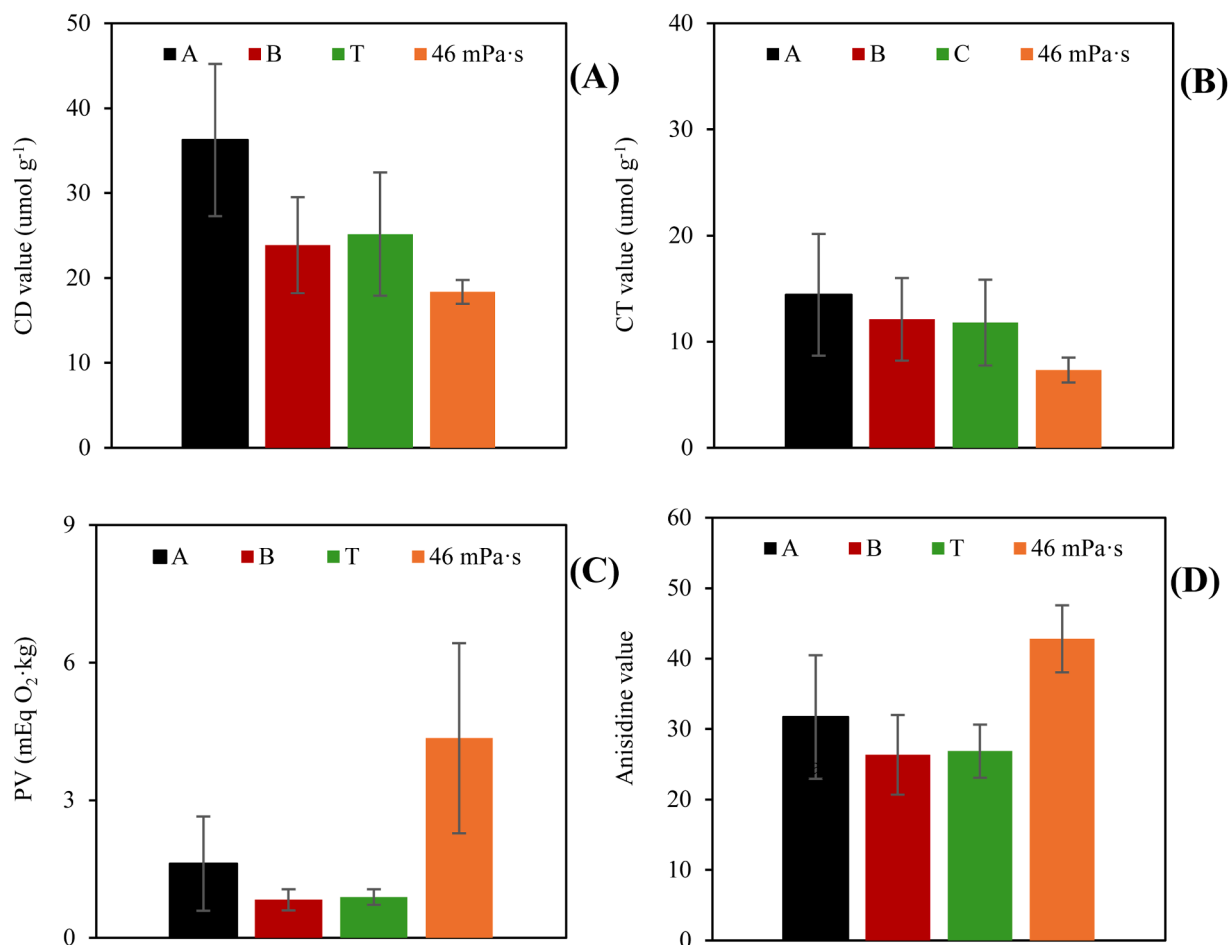 50
40
30
20
10
0
CD value (umol g⁻¹)
A B T 46 mPa·s
(A)
40
30
20
10
0
CT value (umol g⁻¹)
A B C 46 mPa·s
(B)
9
6
3
0
PV (mEq O₂·kg)
A B T 46 mPa·s
(C)
60
50
40
30
20
10
0
Anisidine value
A B T 46 mPa·s
(D)